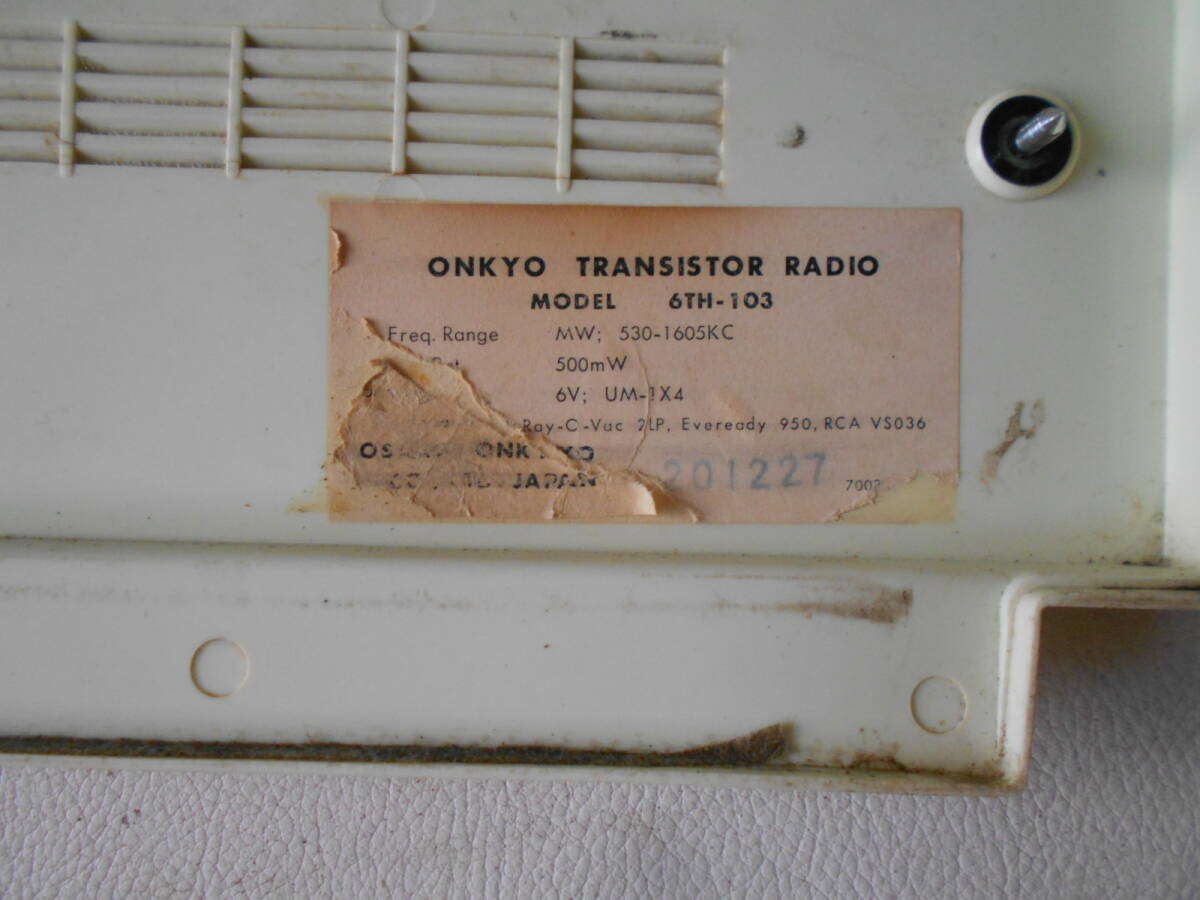 ONKYO TRANSISTOR RADIO
MODEL 6TH-103
Freq. Range MW; 530-1605KC
500mW
6V; UM-1X4
Ray-O-Vac 2LP, Eveready 950, RCA VS036
ONKYO
JAPAN 201227